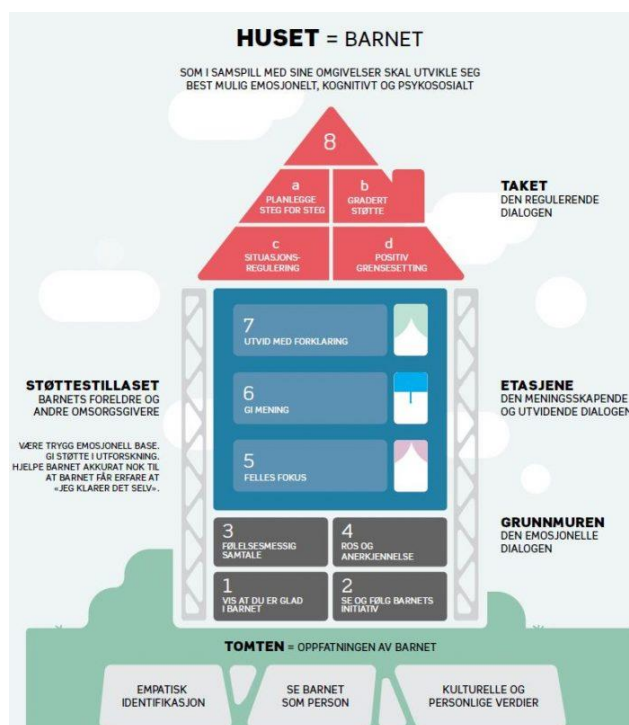 HUSET = BARNET
SOM I SAMSPILL MED SINE OMGIVELSER SKAL UTVIKLE SEG
BEST MULIG EMOSJONELT, KOGNITIVT OG PSYKOSOSIALT
8
a
PLANLEGGE
STEG FOR STEG
b
GRADERT
STØTTE
c
SITUASJONS-
REGULERING
d
POSITIV
GRENSESETTING
TAKET
DEN REGULERENDE
DIALOGEN
7
UTVID MED FORKLARING
6
GI MENING
5
FELLES FOKUS
STØTTESTILLASET
BARNETS FORELDRE OG
ANDRE OMSORGSGIVERE
VÆRE TRYGG EMOSJONELL BASE.
GI STØTTE I UTFORSKNING.
HJELPE BARNET AKKURAT NOK TIL
AT BARNET FÅR ERFARE AT
«JEG KLARER DET SELV».
ETASJENE
DEN MENINGSSKAPENDE
OG UTVIDENDE DIALOGEN
3
FØLELSESMESSIG
SAMTALE
4
ROS OG
ANERKJENNELSE
1
VIS AT DU ER GLAD
I BARNET
2
SE OG FØLG BARNETS
INITIATIV
GRUNNMUREN
DEN EMOSJONELLE
DIALOGEN
TOMTEN = OPPFATNINGEN AV BARNET
EMPATISK
IDENTIFIKASJON
SE BARNET
SOM PERSON
KULTURELLE OG
PERSONLIGE VERDIER